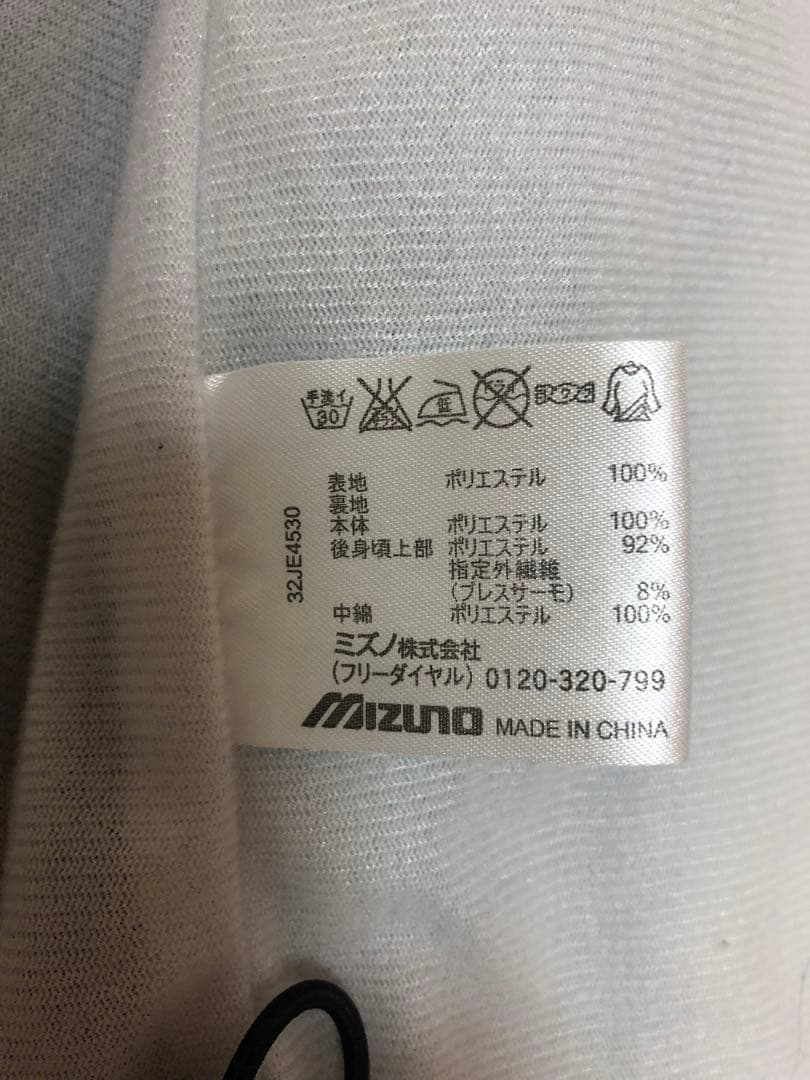 手洗イ
30
低
32JE4530
表地 ポリエステル 100%
裏地
本体 ポリエステル 100%
後身頃上部 ポリエステル 92%
指定外繊維
(ブレスサーモ) 8%
中綿 ポリエステル 100%
ミズノ株式会社
(フリーダイヤル) 0120-320-799
MIZUNO MADE IN CHINA